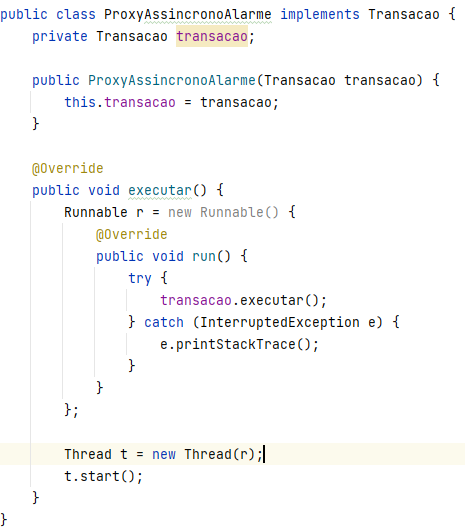 public class ProxyAssincronoAlarme implements Transacao {
    private Transacao transacao;

    public ProxyAssincronoAlarme(Transacao transacao) {
        this.transacao = transacao;
    }

    @Override
    public void executar() {
        Runnable r = new Runnable() {
            @Override
            public void run() {
                try {
                    transacao.executar();
                } catch (InterruptedException e) {
                    e.printStackTrace();
                }
            }
        };

        Thread t = new Thread(r);
        t.start();
    }
}